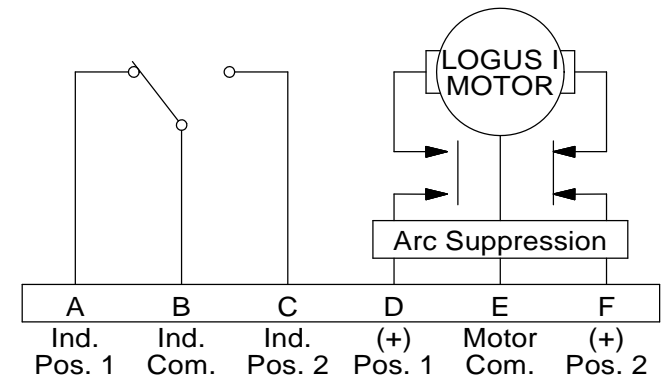 LOGUS I
MOTOR
Arc Suppression
A B C D E F
Ind. Ind. Ind. (+) Motor (+)
Pos. 1 Com. Pos. 2 Pos. 1 Com. Pos. 2